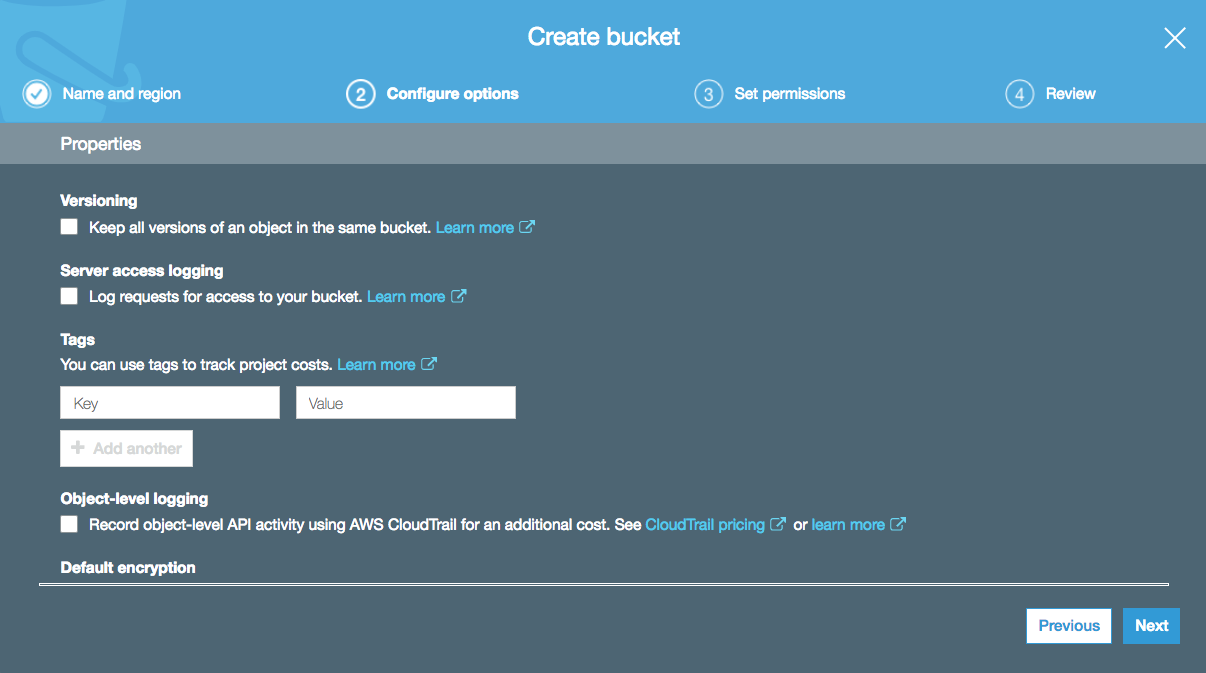 Create bucket
Name and region
2 Configure options
3 Set permissions
4 Review
Properties
Versioning
Keep all versions of an object in the same bucket. Learn more
Server access logging
Log requests for access to your bucket. Learn more
Tags
You can use tags to track project costs. Learn more
Key Value
+ Add another
Object-level logging
Record object-level API activity using AWS CloudTrail for an additional cost. See CloudTrail pricing or learn more
Default encryption
Previous Next